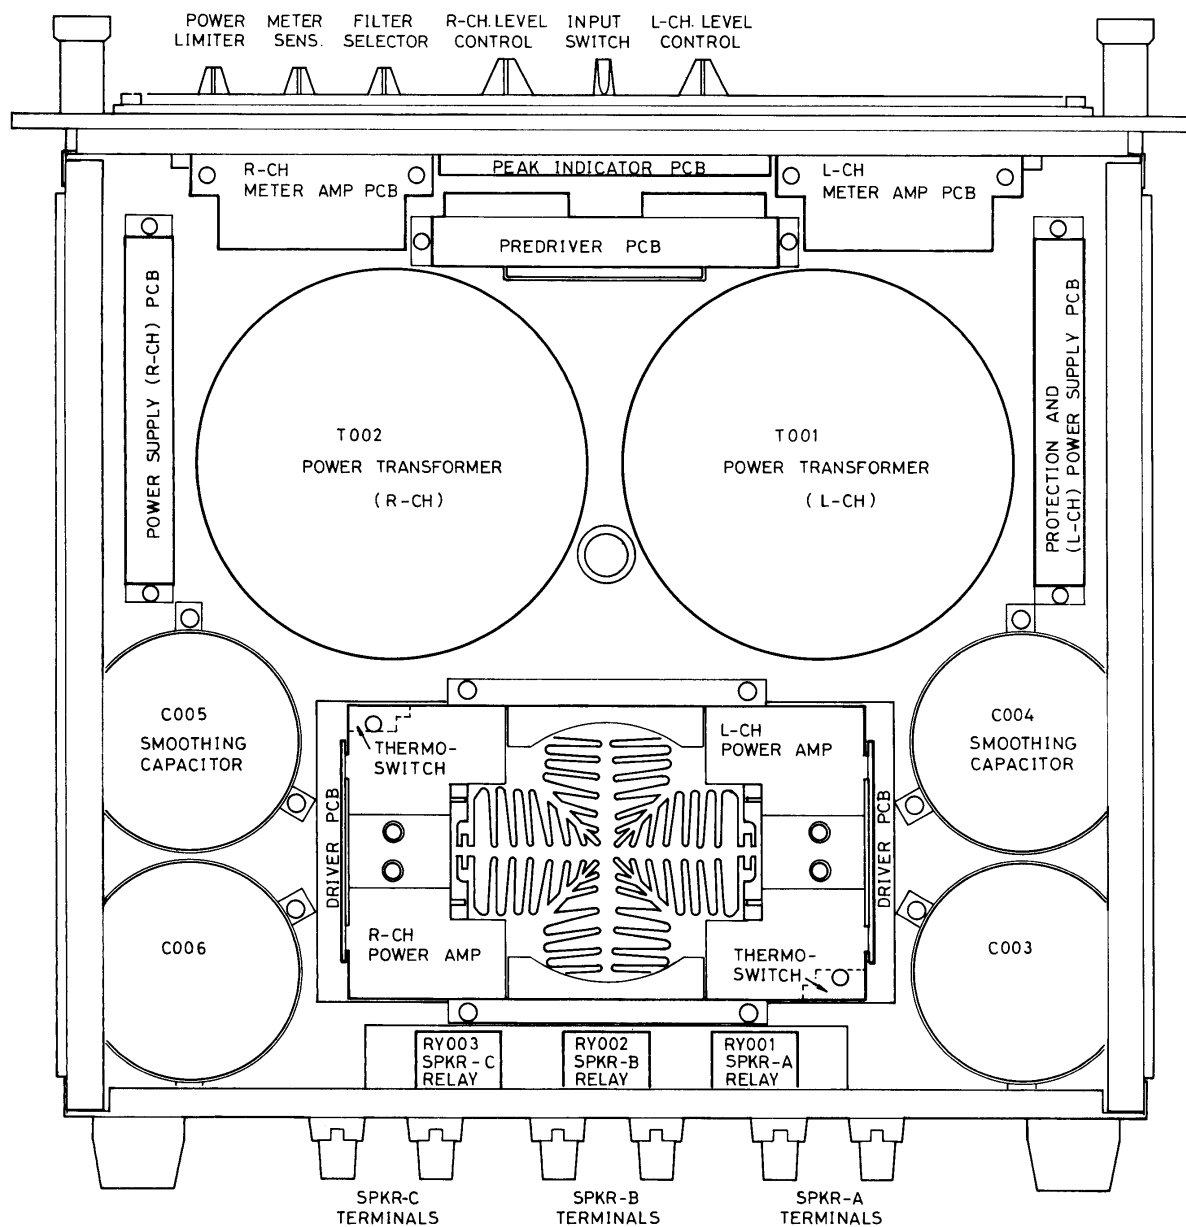 POWER
LIMITER
METER
SENS.
FILTER
SELECTOR
R-CH. LEVEL
CONTROL
INPUT
SWITCH
L-CH. LEVEL
CONTROL
R-CH
METER AMP PCB
PEAK INDICATOR PCB
L-CH
METER AMP PCB
PREDRIVER PCB
POWER SUPPLY (R-CH) PCB
T002
POWER TRANSFORMER
(R-CH)
T001
POWER TRANSFORMER
(L-CH)
PROTECTION AND
(L-CH) POWER SUPPLY PCB
C005
SMOOTHING
CAPACITOR
THERMO-
SWITCH
L-CH
POWER AMP
C004
SMOOTHING
CAPACITOR
DRIVER PCB
DRIVER PCB
C006
R-CH
POWER AMP
THERMO-
SWITCH
C003
RY003
SPKR-C
RELAY
RY002
SPKR-B
RELAY
RY001
SPKR-A
RELAY
SPKR-C
TERMINALS
SPKR-B
TERMINALS
SPKR-A
TERMINALS